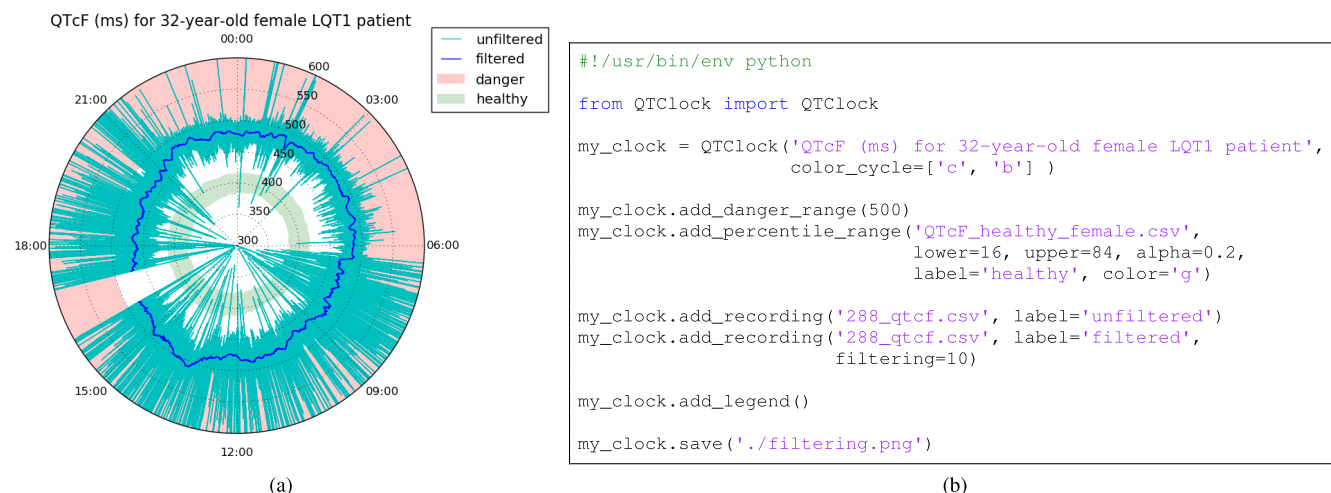 QTcF (ms) for 32-year-old female LQT1 patient
00:00
03:00
06:00
09:00
12:00
15:00
18:00
21:00
600
550
500
450
400
350
300
unfiltered
filtered
danger
healthy
(a)
#!/usr/bin/env python
from QTClock import QTClock
my_clock = QTClock('QTcF (ms) for 32-year-old female LQT1 patient',
color_cycle=['c', 'b'] )
my_clock.add_danger_range(500)
my_clock.add_percentile_range('QTcF_healthy_female.csv',
lower=16, upper=84, alpha=0.2,
label='healthy', color='g')
my_clock.add_recording('288_qtcf.csv', label='unfiltered')
my_clock.add_recording('288_qtcf.csv', label='filtered',
filtering=10)
my_clock.add_legend()
my_clock.save('./filtering.png')
(b)